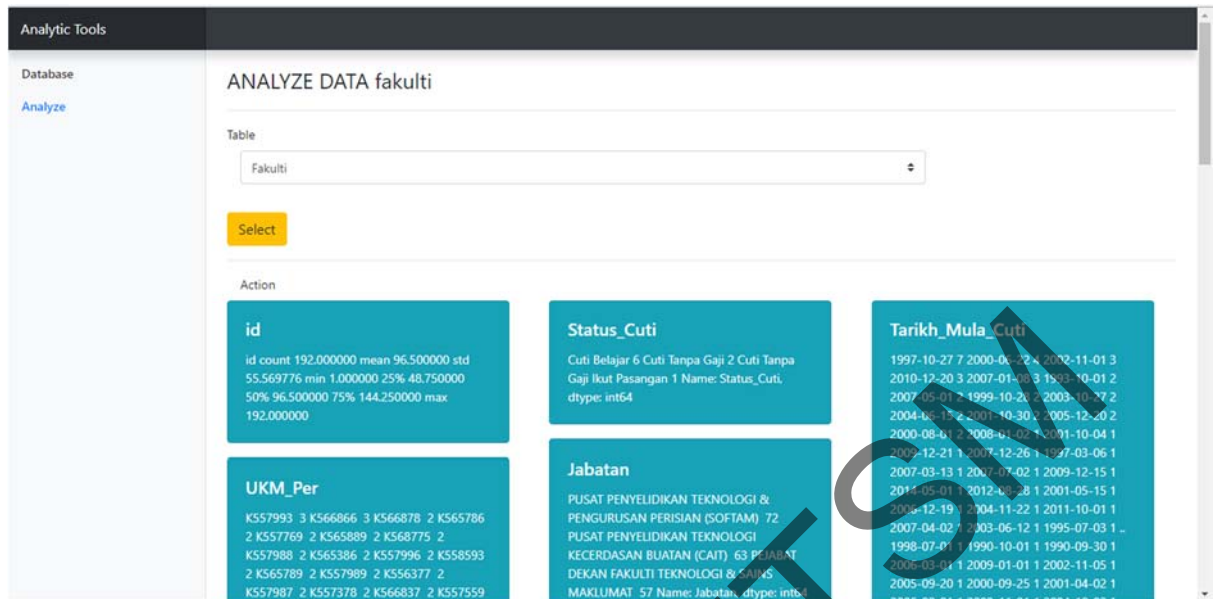 Analytic Tools
Database
Analyze
ANALYZE DATA fakulti
Table
Fakulti
Select
Action
id
id count 192.000000 mean 96.500000 std
55.569776 min 1.000000 25% 48.750000
50% 96.500000 75% 144.250000 max
192.000000
UKM_Per
K557993 3 K566866 3 K566878 2 K565786
2 K557769 2 K565889 2 K568775 2
K557988 2 K565386 2 K557996 2 K558593
2 K565789 2 K557989 2 K556377 2
K557987 2 K557378 2 K566837 2 K557559
Status_Cuti
Cuti Belajar 6 Cuti Tanpa Gaji 2 Cuti Tanpa
Gaji Ikut Pasangan 1 Name: Status_Cuti,
dtype: int64
Jabatan
PUSAT PENYELIDIKAN TEKNOLOGI &
PENGURUSAN PERISIAN (SOFTAM) 72
PUSAT PENYELIDIKAN TEKNOLOGI
KECERDASAN BUATAN (CAIT) 63 PEJABAT
DEKAN FAKULTI TEKNOLOGI & SAINS
MAKLUMAT 57 Name: Jabatan, dtype: int64
Tarikh_Mula_Cuti
1997-10-27 7 2000-06-22 4 2002-11-01 3
2010-12-20 3 2007-01-08 3 1993-10-01 2
2007-05-01 2 1999-10-28 2 2003-10-27 2
2004-06-15 2 2001-10-30 2 2005-12-20 2
2000-08-01 2 2008-01-02 1 2001-10-04 1
2009-12-21 1 2007-12-26 1 1997-03-06 1
2007-03-13 1 2007-07-02 1 2009-12-15 1
2014-05-01 1 2012-08-28 1 2001-05-15 1
2006-12-19 1 2004-11-22 1 2011-10-01 1
2007-04-02 1 2003-06-12 1 1995-07-03 1 ..
1998-07-01 1 1990-10-01 1 1990-09-30 1
2006-03-01 1 2009-01-01 1 2002-11-05 1
2005-09-20 1 2000-09-25 1 2001-04-02 1
TSM